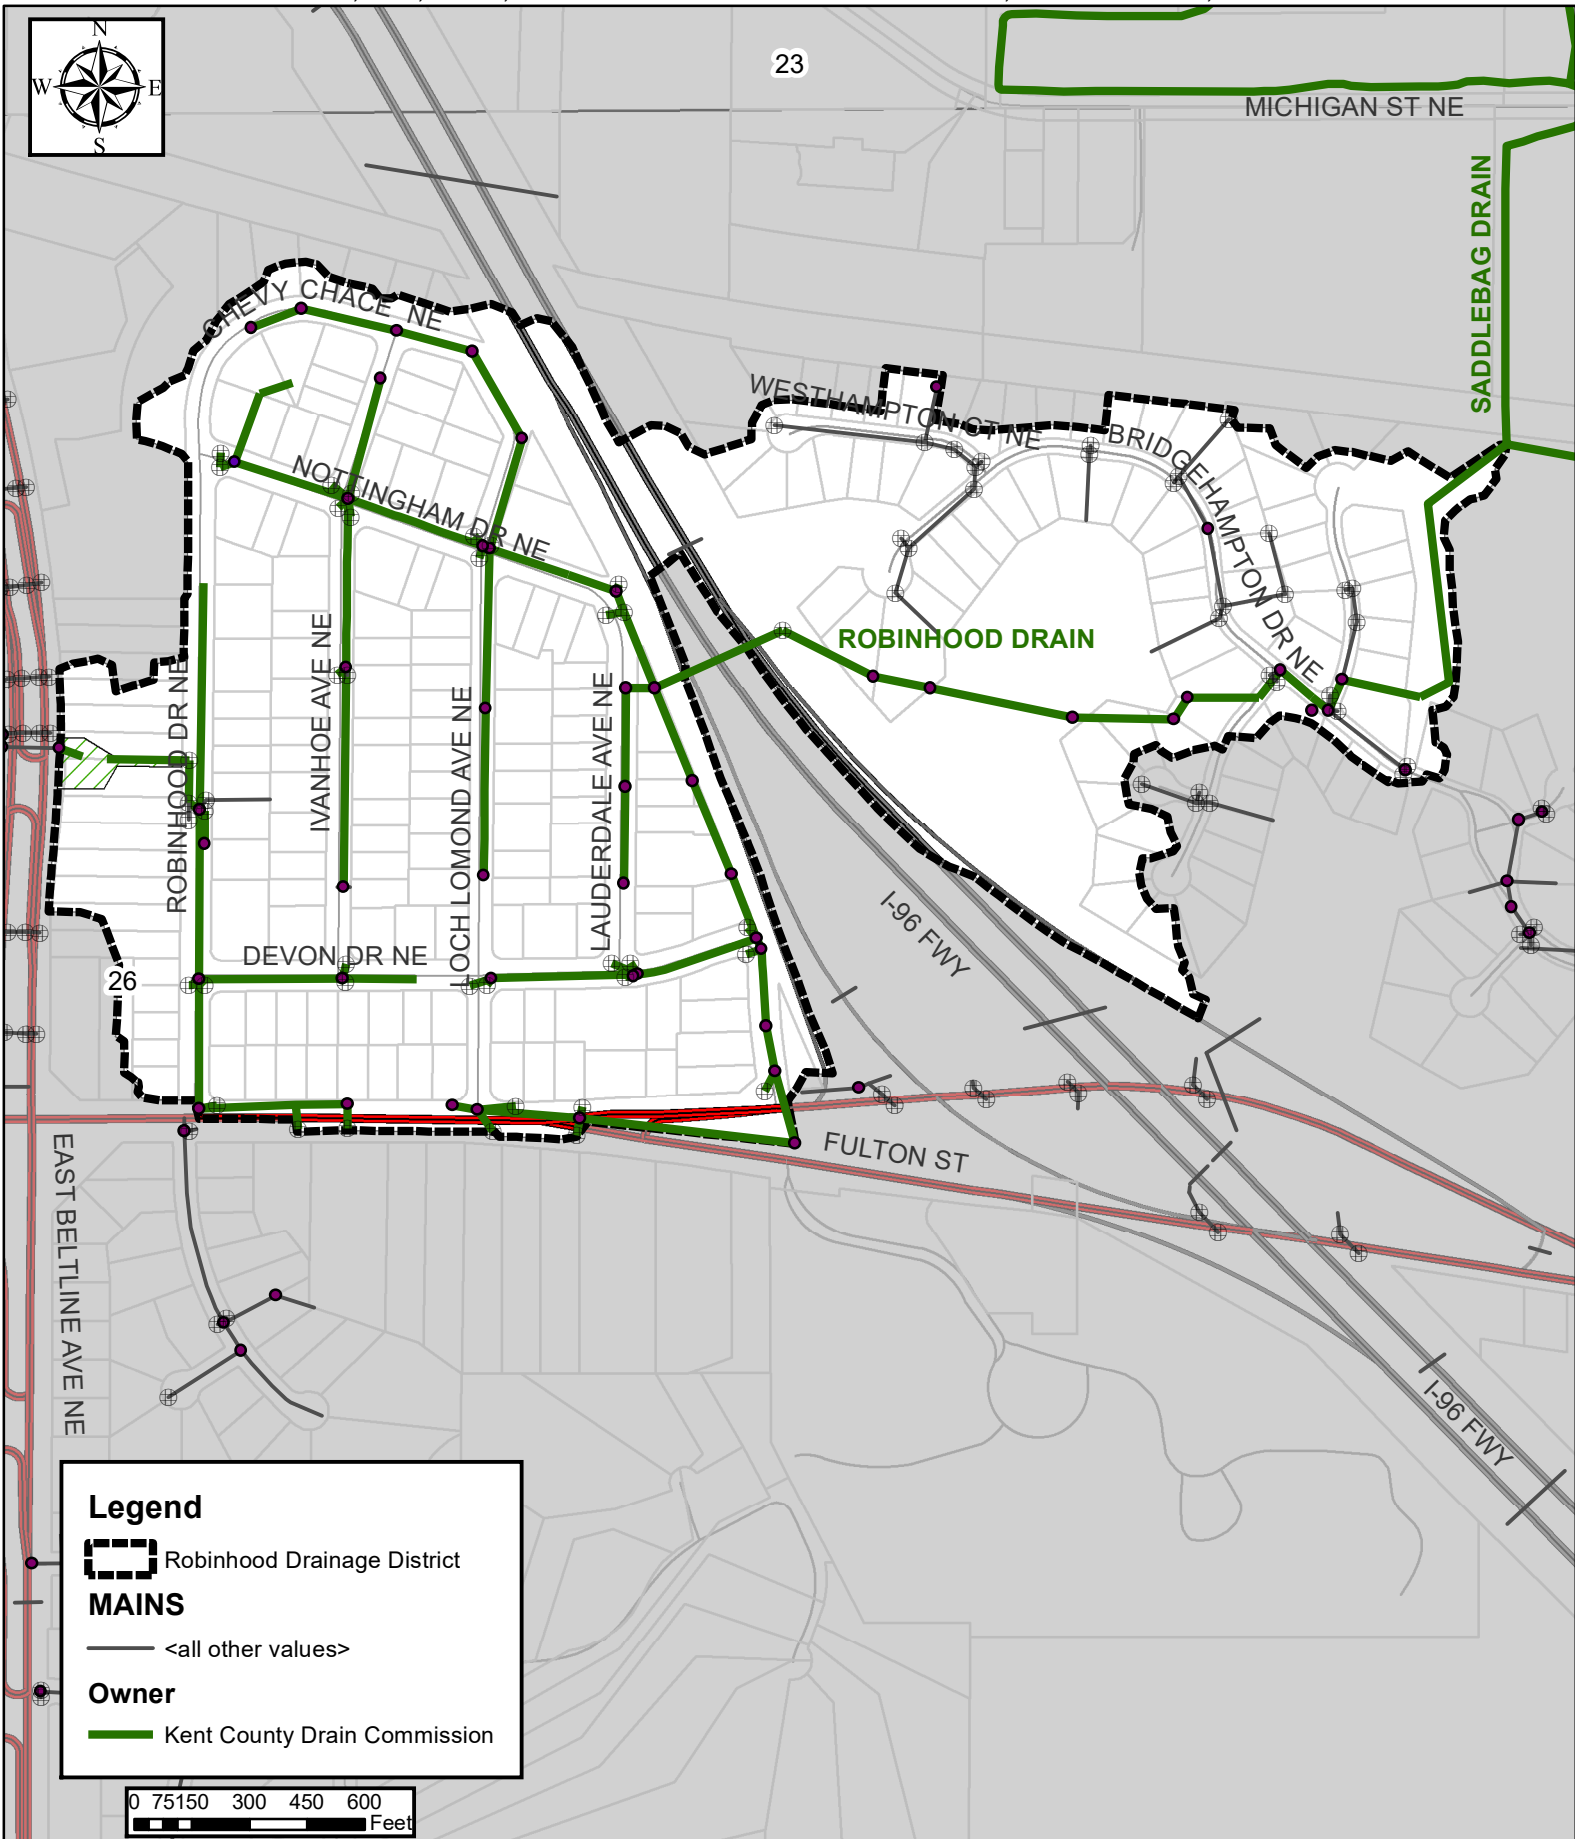 N
W E
S
23
MICHIGAN ST NE
SADDLEBAG DRAIN
CHEVY CHACE NE
WESTHAMPTON CT NE
BRIDGEHAMPTON DR NE
NOTTINGHAM DR NE
ROBINHOOD DRAIN
ROBINHOOD DR NE
IVANHOE AVE NE
LOCH LOMOND AVE NE
LAUDERDALE AVE NE
I-96 FWY
DEVON DR NE
26
FULTON ST
EAST BELTLINE AVE NE
I-96 FWY
Legend
Robinhood Drainage District
MAINS
<all other values>
Owner
Kent County Drain Commission
0 75150 300 450 600
Feet